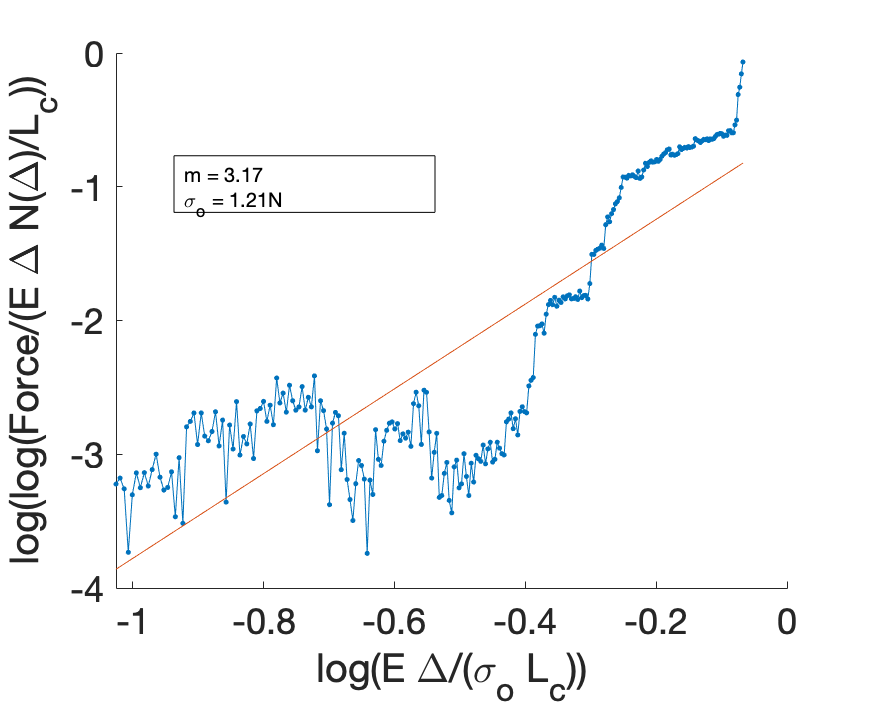 0
-1
-2
-3
-4
-1
-0.8
-0.6
-0.4
-0.2
0
m = 3.17
σo = 1.21N
log(E Δ/(σo Lc))
log(log(Force/(E Δ N(Δ)/Lc))